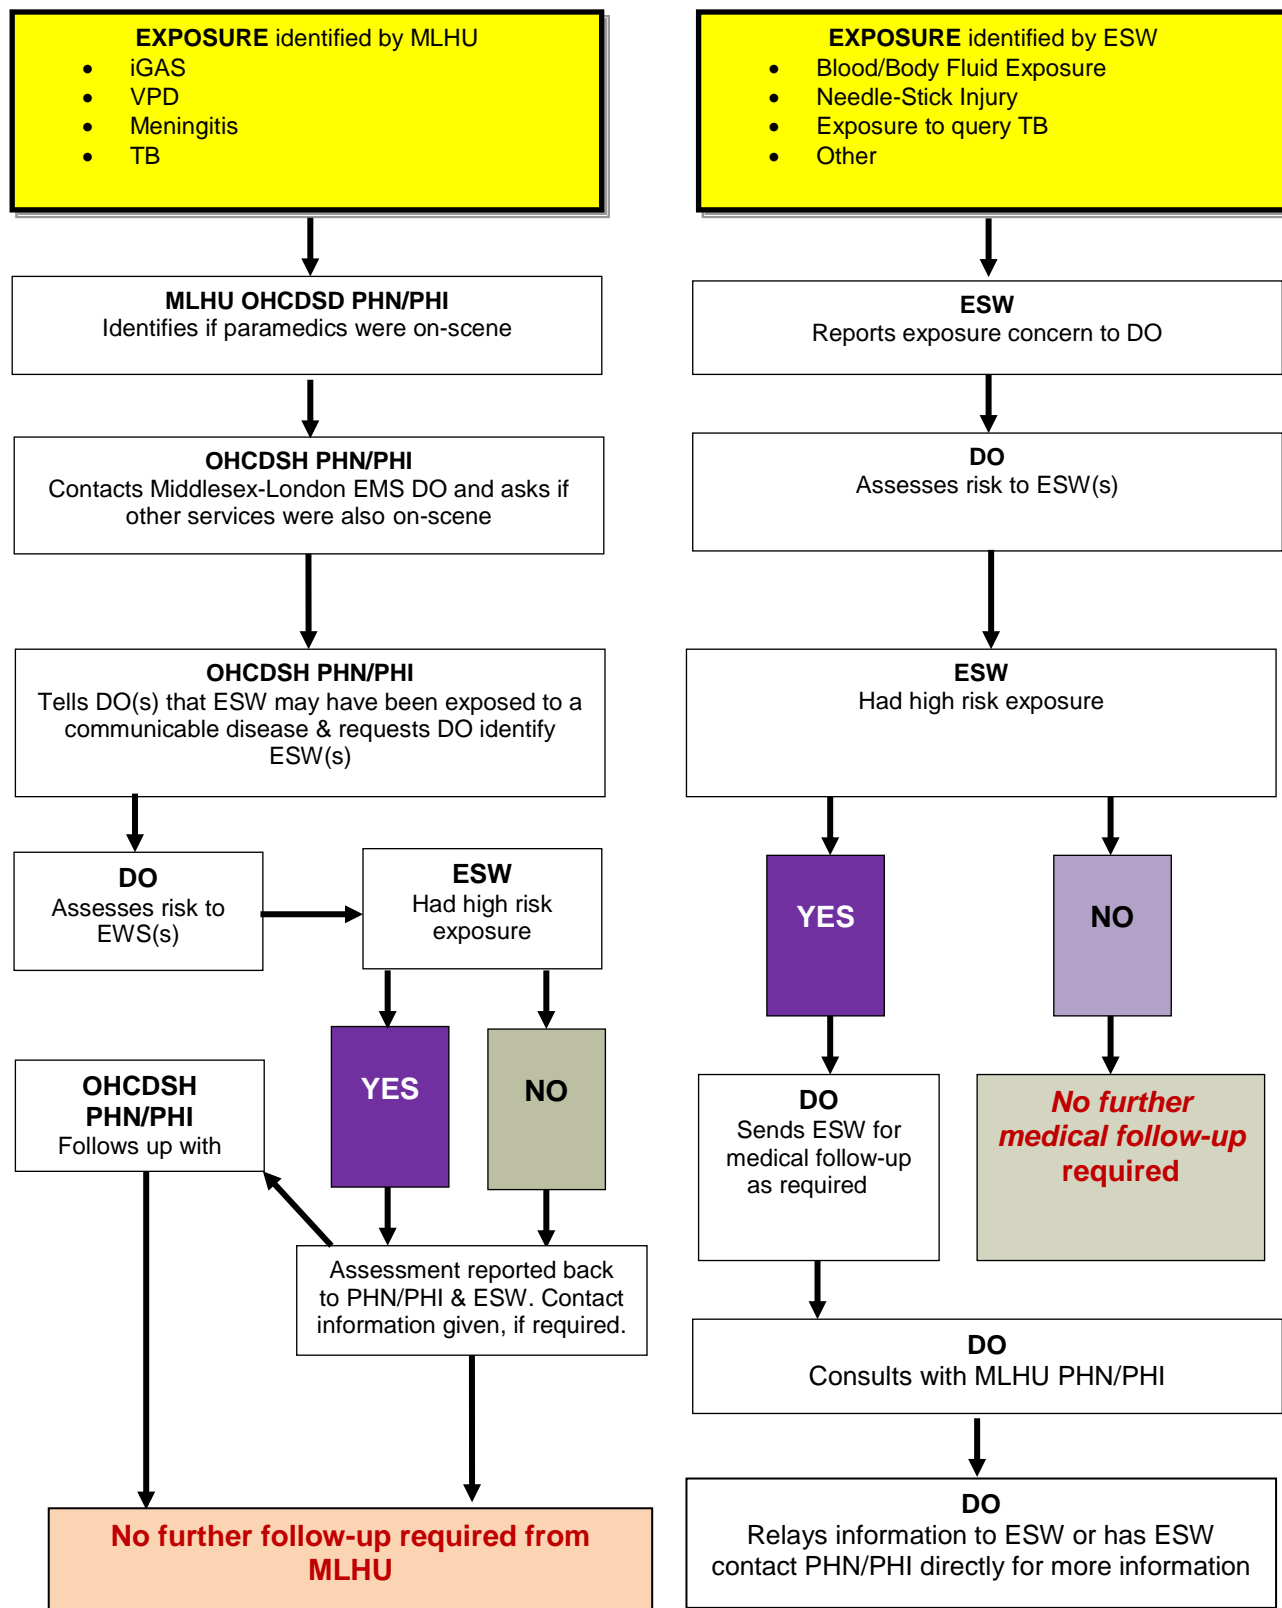 EXPOSURE identified by MLHU
• iGAS
• VPD
• Meningitis
• TB
MLHU OHCDSD PHN/PHI
Identifies if paramedics were on-scene
OHCDSH PHN/PHI
Contacts Middlesex-London EMS DO and asks if
other services were also on-scene
OHCDSH PHN/PHI
Tells DO(s) that ESW may have been exposed to a
communicable disease & requests DO identify
ESW(s)
DO
Assesses risk to
EWS(s)
ESW
Had high risk
exposure
YES
NO
OHCDSH
PHN/PHI
Follows up with
Assessment reported back
to PHN/PHI & ESW. Contact
information given, if required.
No further follow-up required from
MLHU
EXPOSURE identified by ESW
• Blood/Body Fluid Exposure
• Needle-Stick Injury
• Exposure to query TB
• Other
ESW
Reports exposure concern to DO
DO
Assesses risk to ESW(s)
ESW
Had high risk exposure
YES
NO
DO
Sends ESW for
medical follow-up
as required
No further
medical follow-up
required
DO
Consults with MLHU PHN/PHI
DO
Relays information to ESW or has ESW
contact PHN/PHI directly for more information